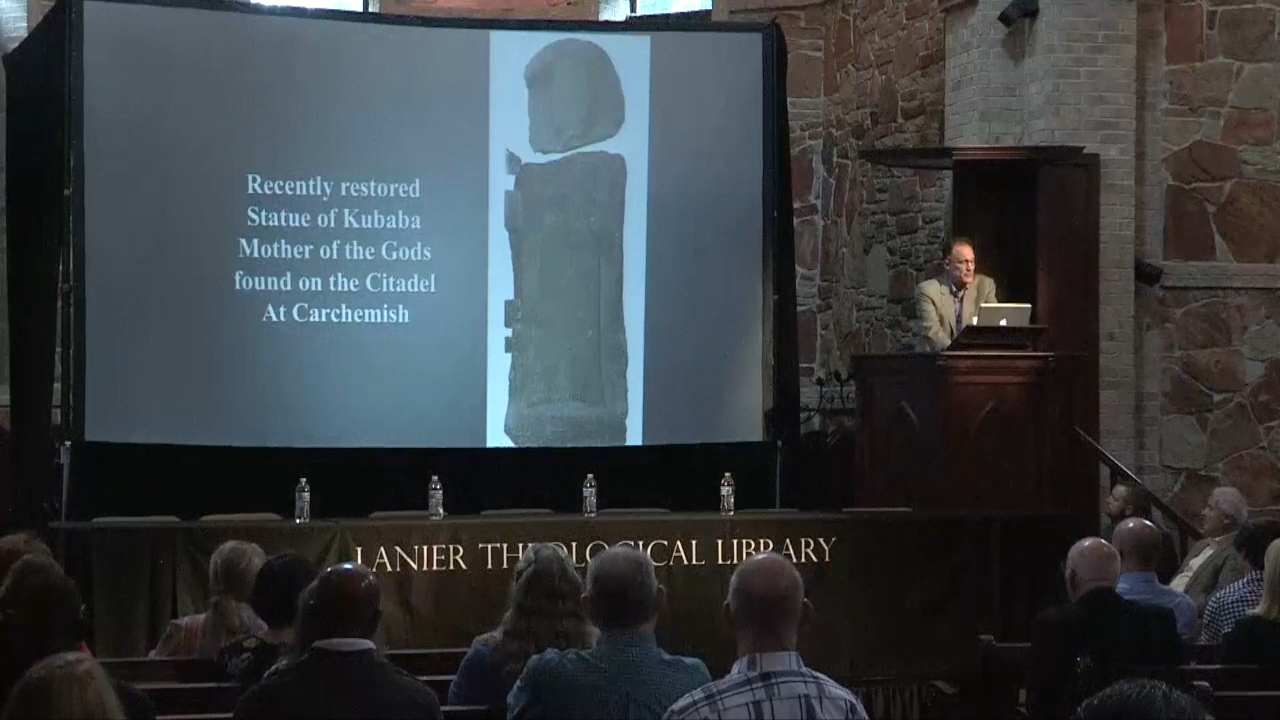 Recently restored
Statue of Kubaba
Mother of the Gods
found on the Citadel
At Carchemish
LANIER THEOLOGICAL LIBRARY